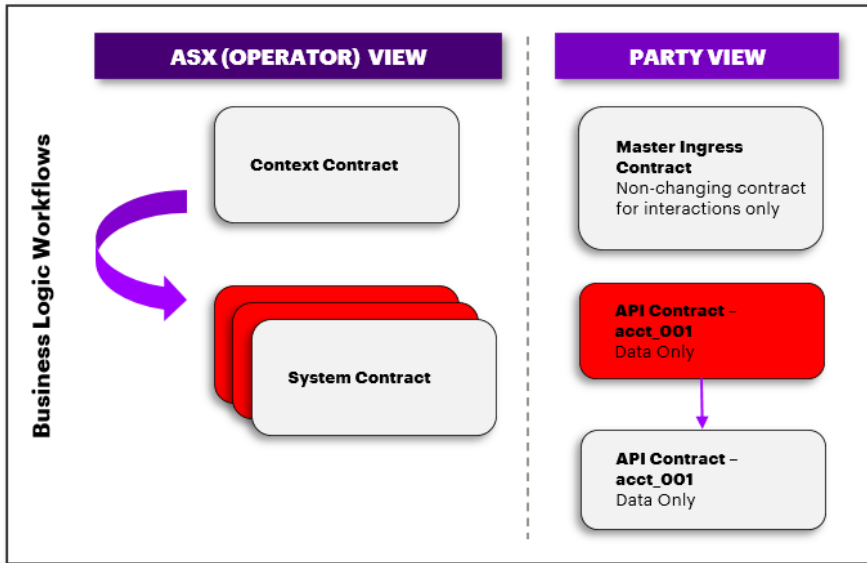 ASX (OPERATOR) VIEW
PARTY VIEW
Business Logic Workflows
Context Contract
System Contract
Master Ingress
Contract
Non-changing contract
for interactions only
API Contract –
acct_001
Data Only
API Contract –
acct_001
Data Only